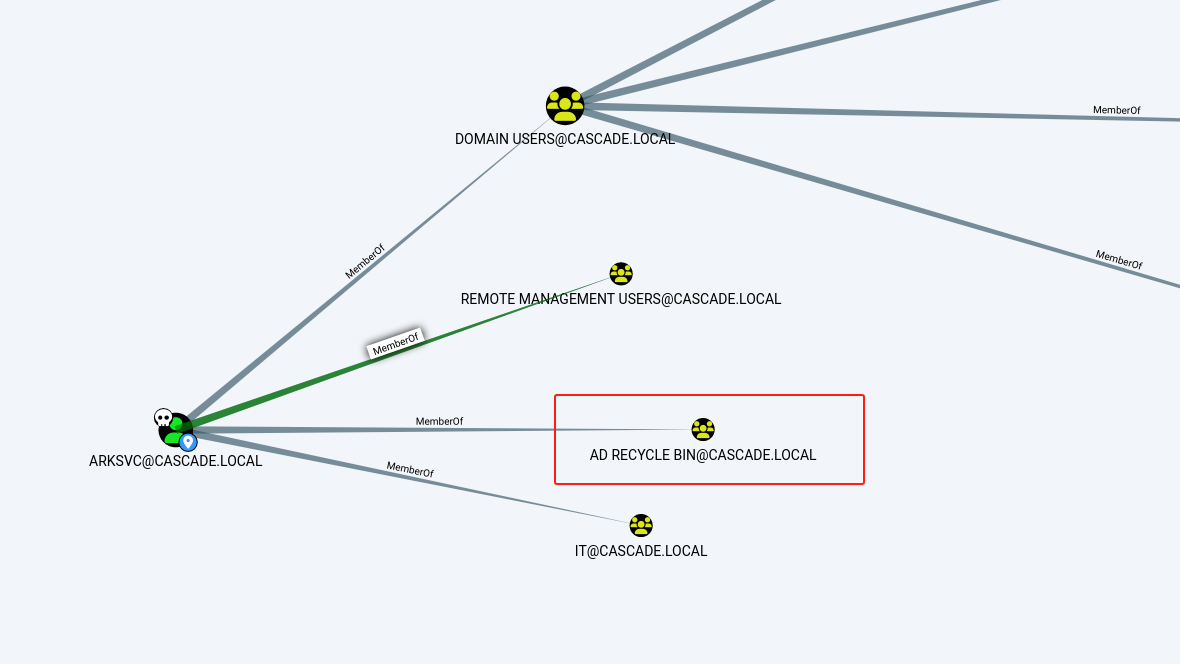 MemberOf
DOMAIN USERS@CASCADE.LOCAL
MemberOf
MemberOf
REMOTE MANAGEMENT USERS@CASCADE.LOCAL
MemberOf
MemberOf
AD RECYCLE BIN@CASCADE.LOCAL
ARKSVC@CASCADE.LOCAL
MemberOf
IT@CASCADE.LOCAL